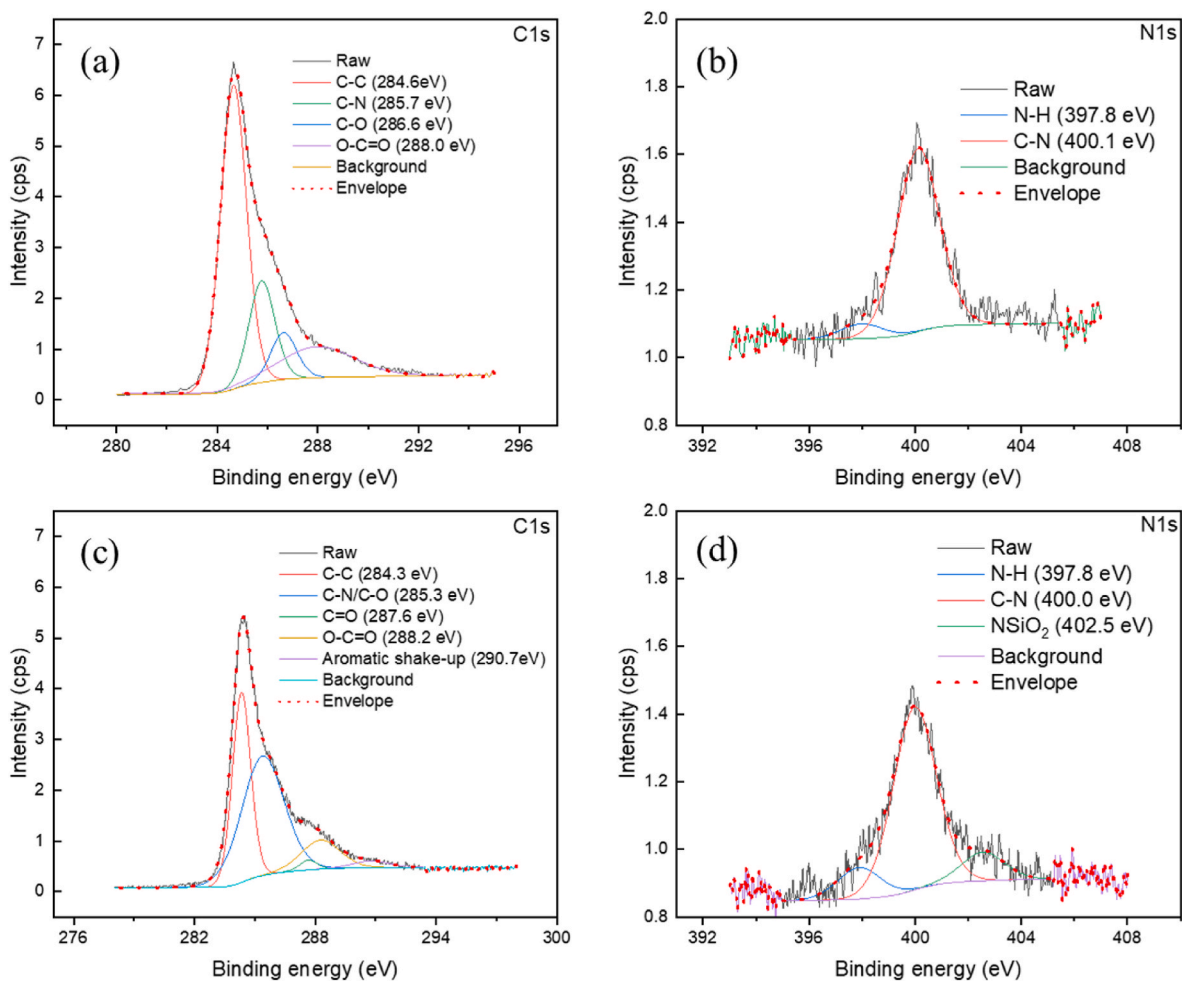 C1s
(a)
Raw
C-C (284.6eV)
C-N (285.7 eV)
C-O (286.6 eV)
O-C=O (288.0 eV)
Background
Envelope
Intensity (cps)
7
6
5
4
3
2
1
0
280
284
288
292
296
Binding energy (eV)
N1s
(b)
Raw
N-H (397.8 eV)
C-N (400.1 eV)
Background
Envelope
Intensity (cps)
2.0
1.8
1.6
1.4
1.2
1.0
0.8
392
396
400
404
408
Binding energy (eV)
C1s
(c)
Raw
C-C (284.3 eV)
C-N/C-O (285.3 eV)
C=O (287.6 eV)
O-C=O (288.2 eV)
Aromatic shake-up (290.7eV)
Background
Envelope
Intensity (cps)
7
6
5
4
3
2
1
0
276
282
288
294
300
Binding energy (eV)
N1s
(d)
Raw
N-H (397.8 eV)
C-N (400.0 eV)
NSiO₂ (402.5 eV)
Background
Envelope
Intensity (cps)
2.0
1.8
1.6
1.4
1.2
1.0
0.8
392
396
400
404
408
Binding energy (eV)